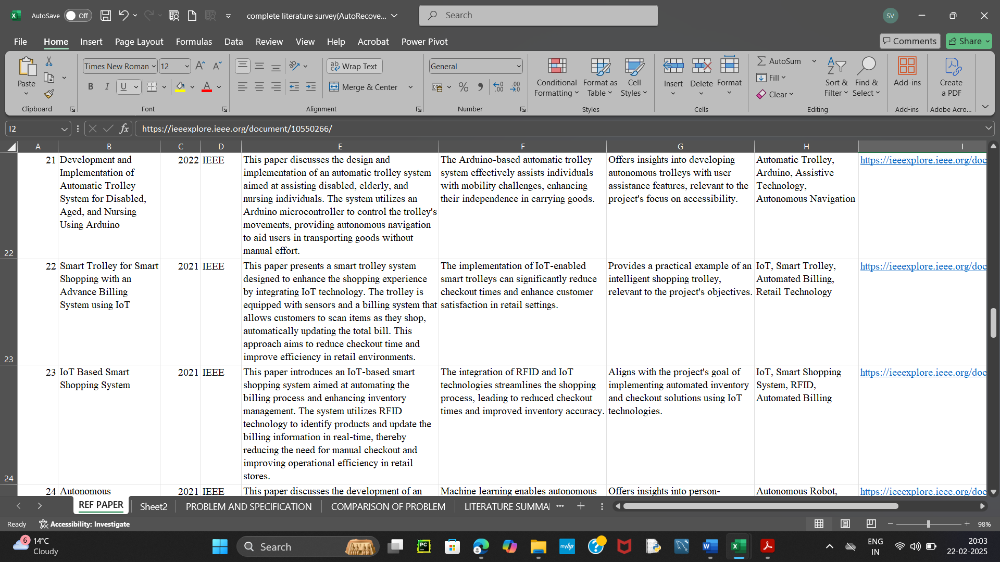 AutoSave Off complete literature survey(AutoRecove... Search SV
File Home Insert Page Layout Formulas Data Review View Help Acrobat Power Pivot Comments Share
Paste
Clipboard
Times New Roman 12
B I U
Font
Wrap Text
Merge & Center
Alignment
General
Number
Conditional
Formatting
Format as
Table
Cell
Styles
Styles
Insert
Delete
Format
Cells
AutoSum
Fill
Clear
Sort &
Filter
Find &
Select
Editing
Add-ins
Add-ins
Create
a PDF
Adobe Acro...
I2 fx https://ieeexplore.ieee.org/document/10550266/
A B C D E F G H I
22
21
Development and
Implementation of
Automatic Trolley
System for Disabled,
Aged, and Nursing
Using Arduino
2022
IEEE
This paper discusses the design and
implementation of an automatic trolley system
aimed at assisting disabled, elderly, and
nursing individuals. The system utilizes an
Arduino microcontroller to control the trolley's
movements, providing autonomous navigation
to aid users in transporting goods without
manual effort.
The Arduino-based automatic trolley
system effectively assists individuals
with mobility challenges, enhancing
their independence in carrying goods.
Offers insights into developing
autonomous trolleys with user
assistance features, relevant to the
project's focus on accessibility.
Automatic Trolley,
Arduino, Assistive
Technology,
Autonomous Navigation
https://ieeexplore.ieee.org/doc
23
22
Smart Trolley for Smart
Shopping with an
Advance Billing
System using IoT
2021
IEEE
This paper presents a smart trolley system
designed to enhance the shopping experience
by integrating IoT technology. The trolley is
equipped with sensors and a billing system that
allows customers to scan items as they shop,
automatically updating the total bill. This
approach aims to reduce checkout time and
improve efficiency in retail environments.
The implementation of IoT-enabled
smart trolleys can significantly reduce
checkout times and enhance customer
satisfaction in retail settings.
Provides a practical example of an
intelligent shopping trolley,
relevant to the project's objectives.
IoT, Smart Trolley,
Automated Billing,
Retail Technology
https://ieeexplore.ieee.org/doc
24
23
IoT Based Smart
Shopping System
2021
IEEE
This paper introduces an IoT-based smart
shopping system aimed at automating the
billing process and enhancing inventory
management. The system utilizes RFID
technology to identify products and update the
billing information in real-time, thereby
reducing the need for manual checkout and
improving operational efficiency in retail
stores.
The integration of RFID and IoT
technologies streamlines the shopping
process, leading to reduced checkout
times and improved inventory accuracy.
Aligns with the project's goal of
implementing automated inventory
and checkout solutions using IoT
technologies.
IoT, Smart Shopping
System, RFID,
Automated Billing
https://ieeexplore.ieee.org/doc
24
Autonomous
2021
IEEE
This paper discusses the development of an
Machine learning enables autonomous
Offers insights into person-
Autonomous Robot,
https://ieeexplore.ieee.org/doc
REF PAPER Sheet2 PROBLEM AND SPECIFICATION COMPARISON OF PROBLEM LITERATURE SUMMA
Ready Accessibility: Investigate 98%
6 14°C
Cloudy
Search
PC
myhp
ENG
IN
20:03
22-02-2025